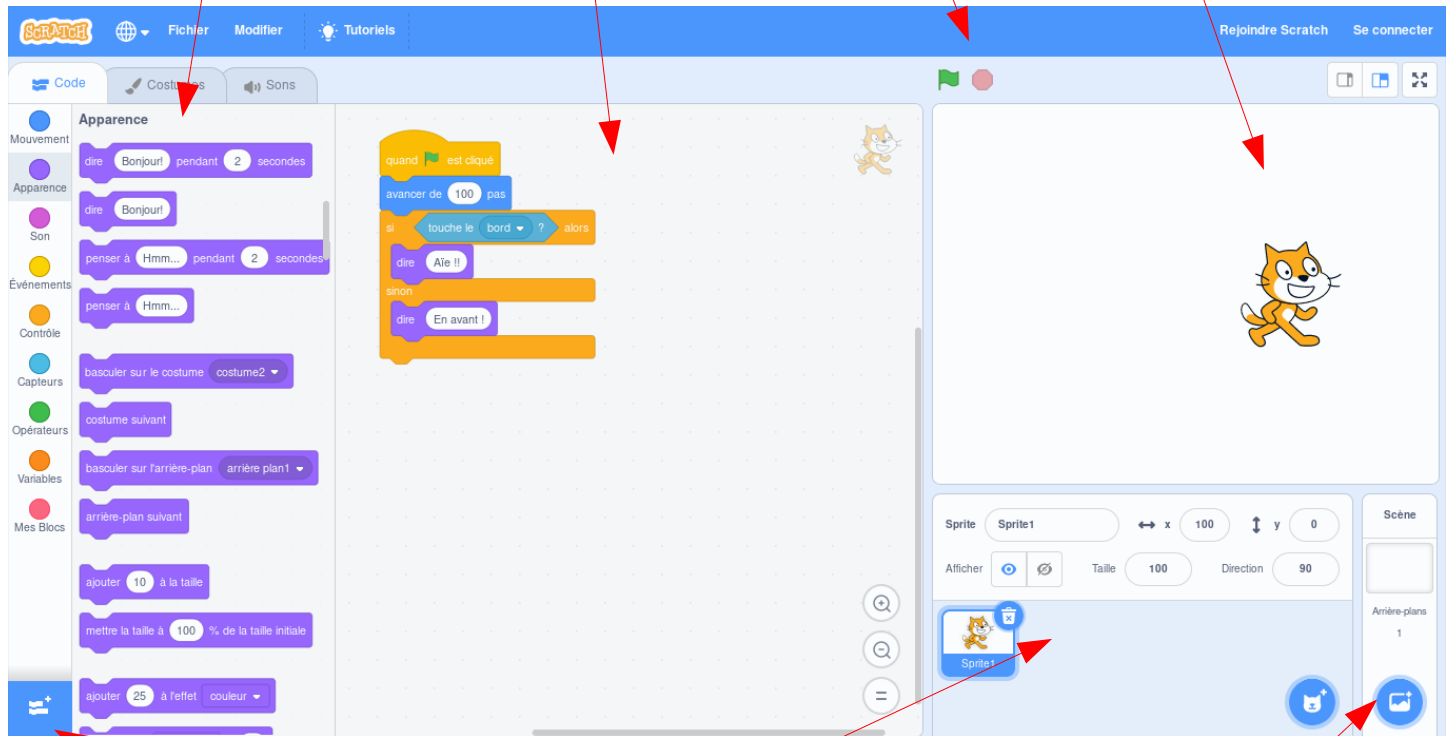 SCRATCH Fichier Modifier Tutoriels Rejoindre Scratch Se connecter
Code Costumes Sons
Mouvement
Apparence
Son
Événements
Contrôle
Capteurs
Opérateurs
Variables
Mes Blocs
Apparence
dire Bonjour! pendant 2 secondes
dire Bonjour!
penser à Hmm... pendant 2 secondes
penser à Hmm...
basculer sur le costume costume2
costume suivant
basculer sur l'arrière-plan arrière plan1
arrière-plan suivant
ajouter 10 à la taille
mettre la taille à 100 % de la taille initiale
ajouter 25 à l'effet couleur
quand est cliqué
avancer de 100 pas
si touche le bord ? alors
dire Aïe !!
sinon
dire En avant !
Sprite Sprite1 x 100 y 0
Afficher Taille 100 Direction 90
Sprite1
Scène
Arrière-plans
1